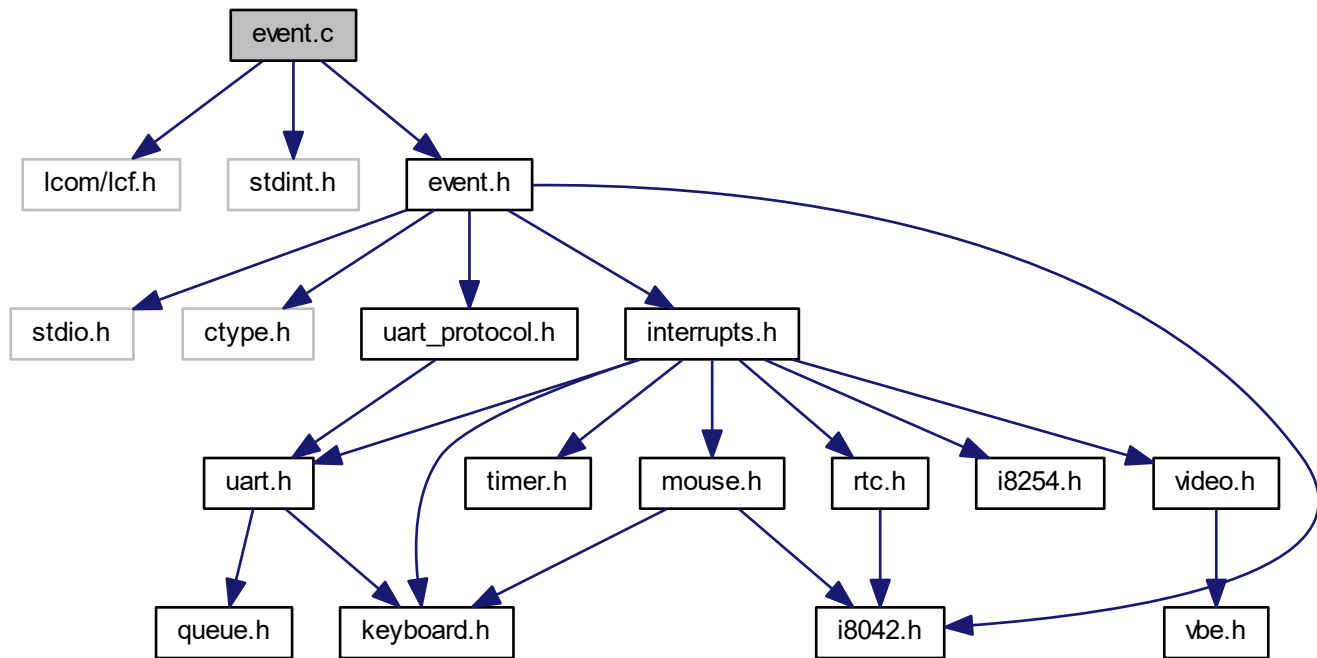 event.c
lcom/lcf.h
stdint.h
event.h
stdio.h
ctype.h
uart_protocol.h
interrupts.h
uart.h
timer.h
mouse.h
rtc.h
i8254.h
video.h
queue.h
keyboard.h
i8042.h
vbe.h